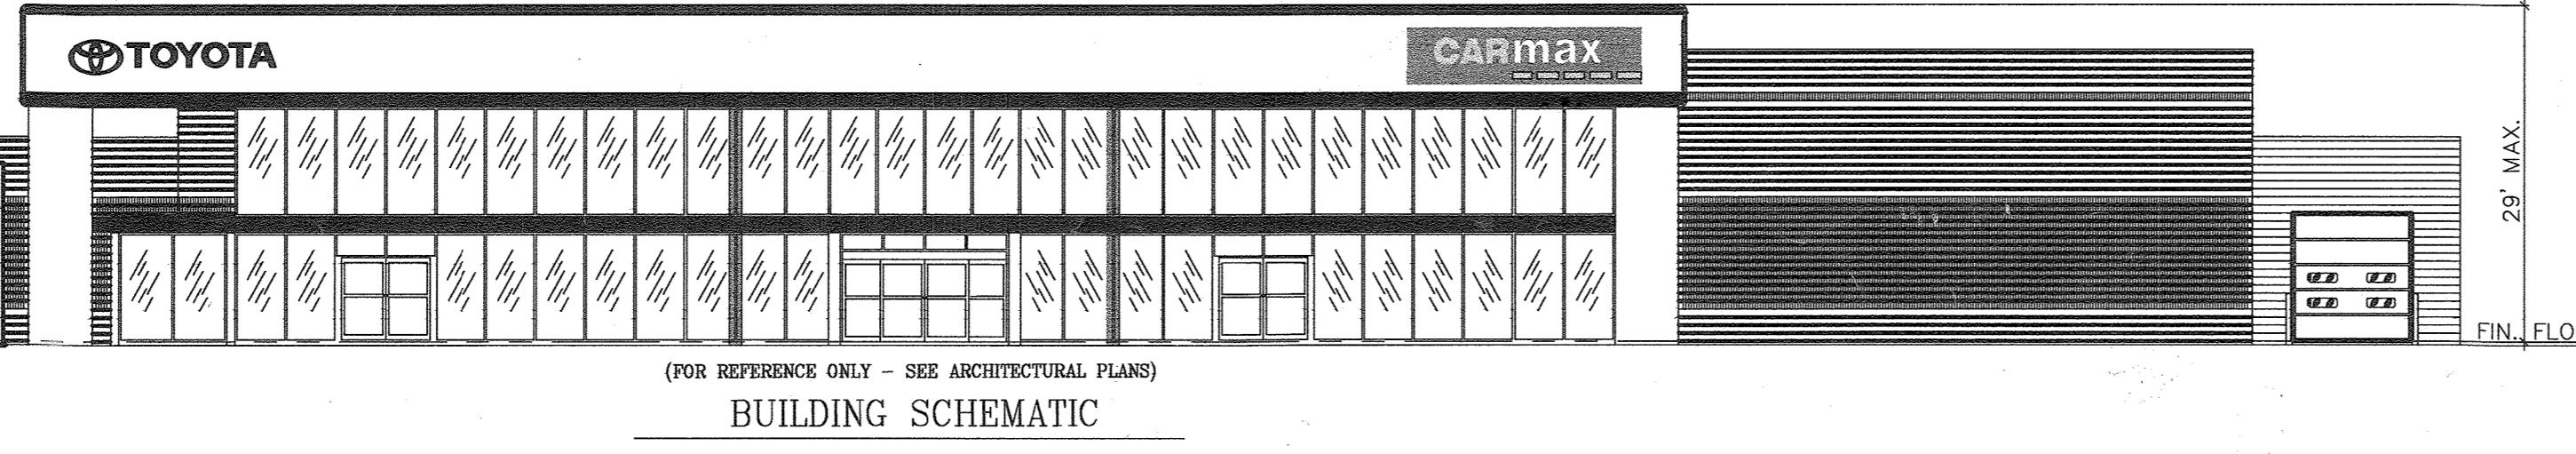 TOYOTA
CARmax
29' MAX.
FIN. FLO
(FOR REFERENCE ONLY - SEE ARCHITECTURAL PLANS)
BUILDING SCHEMATIC